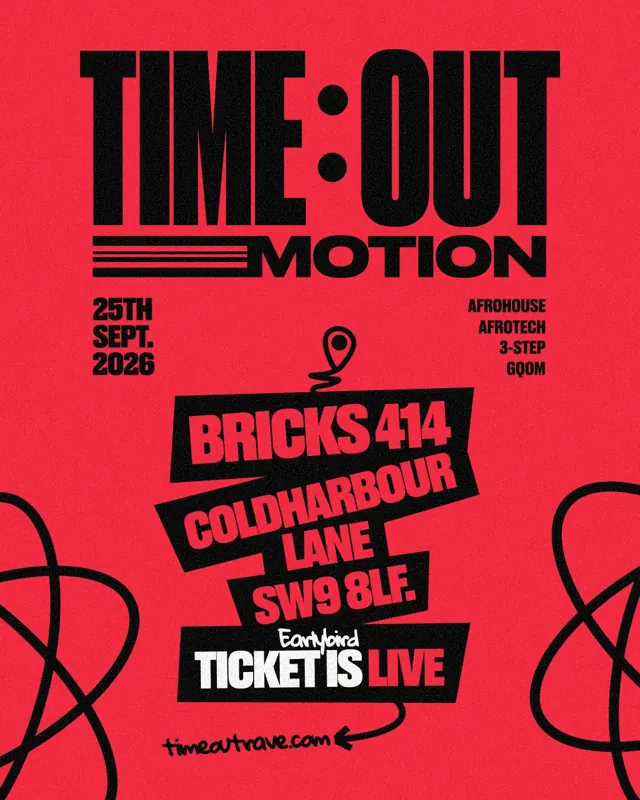 TIME:OUT
MOTION
25TH
SEPT.
2026
AFROHOUSE
AFROTECH
3-STEP
GQOM
BRICKS 414
COLDHARBOUR
LANE
SW9 8LF.
Earlybird
TICKET IS LIVE
timeoutrave.com